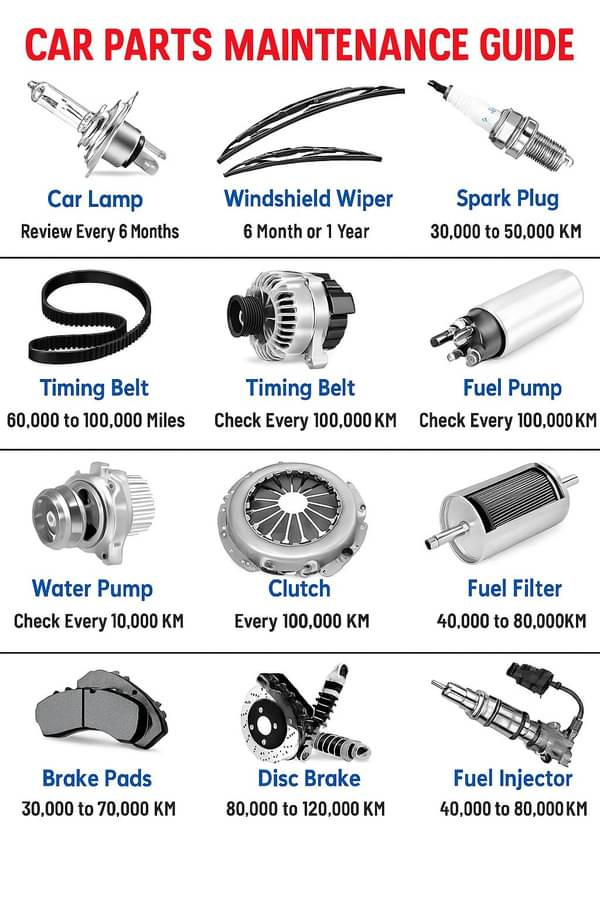 CAR PARTS MAINTENANCE GUIDE
Car Lamp
Review Every 6 Months
Windshield Wiper
6 Month or 1 Year
Spark Plug
30,000 to 50,000 KM
Timing Belt
60,000 to 100,000 Miles
Timing Belt
Check Every 100,000 KM
Fuel Pump
Check Every 100,000 KM
Water Pump
Check Every 10,000 KM
Clutch
Every 100,000 KM
Fuel Filter
40,000 to 80,000KM
Brake Pads
30,000 to 70,000 KM
Disc Brake
80,000 to 120,000 KM
Fuel Injector
40,000 to 80,000 KM